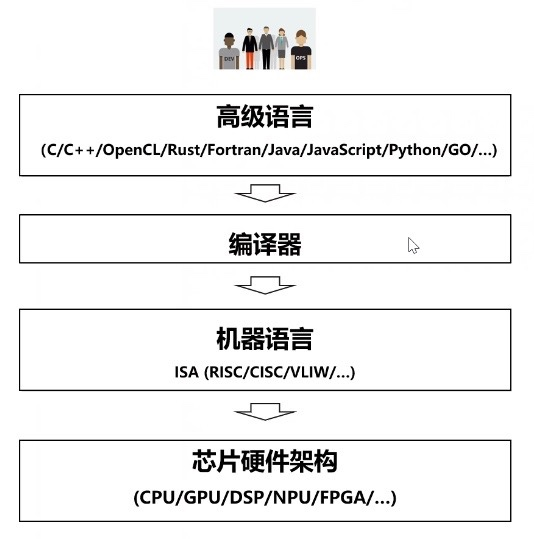 DEV
OPS
高级语言
(C/C++/OpenCL/Rust/Fortran/Java/JavaScript/Python/GO/...)
编译器
机器语言
ISA (RISC/CISC/VLIW/...)
芯片硬件架构
(CPU/GPU/DSP/NPU/FPGA/...)